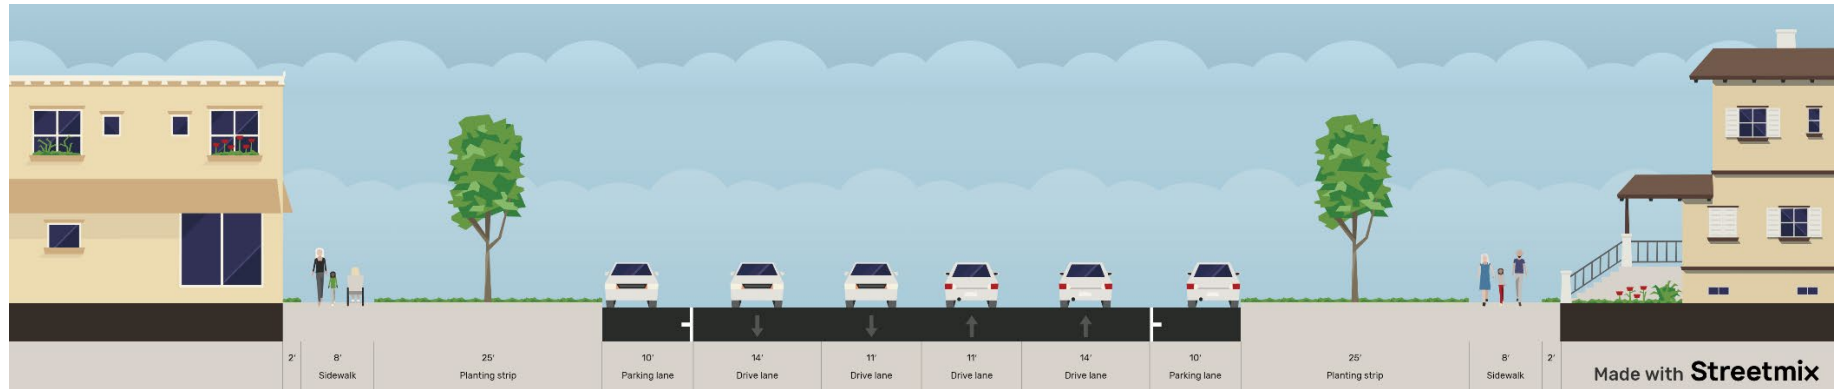 2' 8' 25' 10' 14' 11' 11' 14' 10' 25' 8' 2'
Sidewalk Planting strip Parking lane Drive lane Drive lane Drive lane Drive lane Parking lane Planting strip Sidewalk
Made with Streetmix